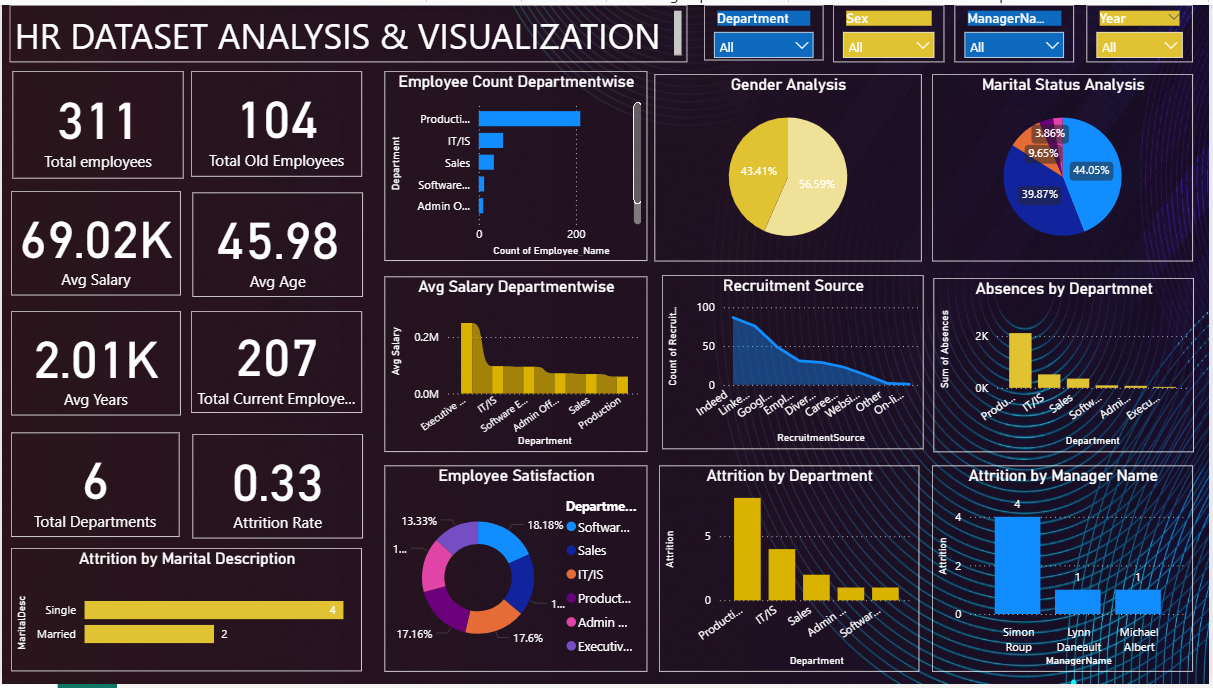 HR DATASET ANALYSIS & VISUALIZATION
Department
All
Sex
All
ManagerNa...
All
Year
All
311
Total employees
104
Total Old Employees
69.02K
Avg Salary
45.98
Avg Age
2.01K
Avg Years
207
Total Current Employe...
6
Total Departments
0.33
Attrition Rate
Attrition by Marital Description
MaritalDesc
Single
4
Married
2
Employee Count Departmentwise
Department
Producti...
IT/IS
Sales
Software...
Admin O...
0
200
Count of Employee_Name
Gender Analysis
43.41%
56.59%
Marital Status Analysis
3.86%
9.65%
44.05%
39.87%
Avg Salary Departmentwise
Avg Salary
0.2M
0.0M
Executive ...
IT/IS
Software E...
Admin Off...
Sales
Production
Department
Recruitment Source
Count of Recruit...
100
50
0
Indeed
Linke...
Googl...
Empl...
Diver...
Caree...
Websi...
Other
On-li...
RecruitmentSource
Absences by Departmnet
Sum of Absences
2K
0K
Produ...
IT/IS
Sales
Softw...
Admi...
Execu...
Department
Employee Satisfaction
13.33%
18.18%
1...
1...
17.16%
17.6%
Departme...
Softwar...
Sales
IT/IS
Product...
Admin ...
Executiv...
Attrition by Department
Attrition
5
0
Producti...
IT/IS
Sales
Admin ...
Softwar...
Department
Attrition by Manager Name
Attrition
4
2
0
4
1
1
Simon
Roup
Lynn
Daneault
Michael
Albert
ManagerName